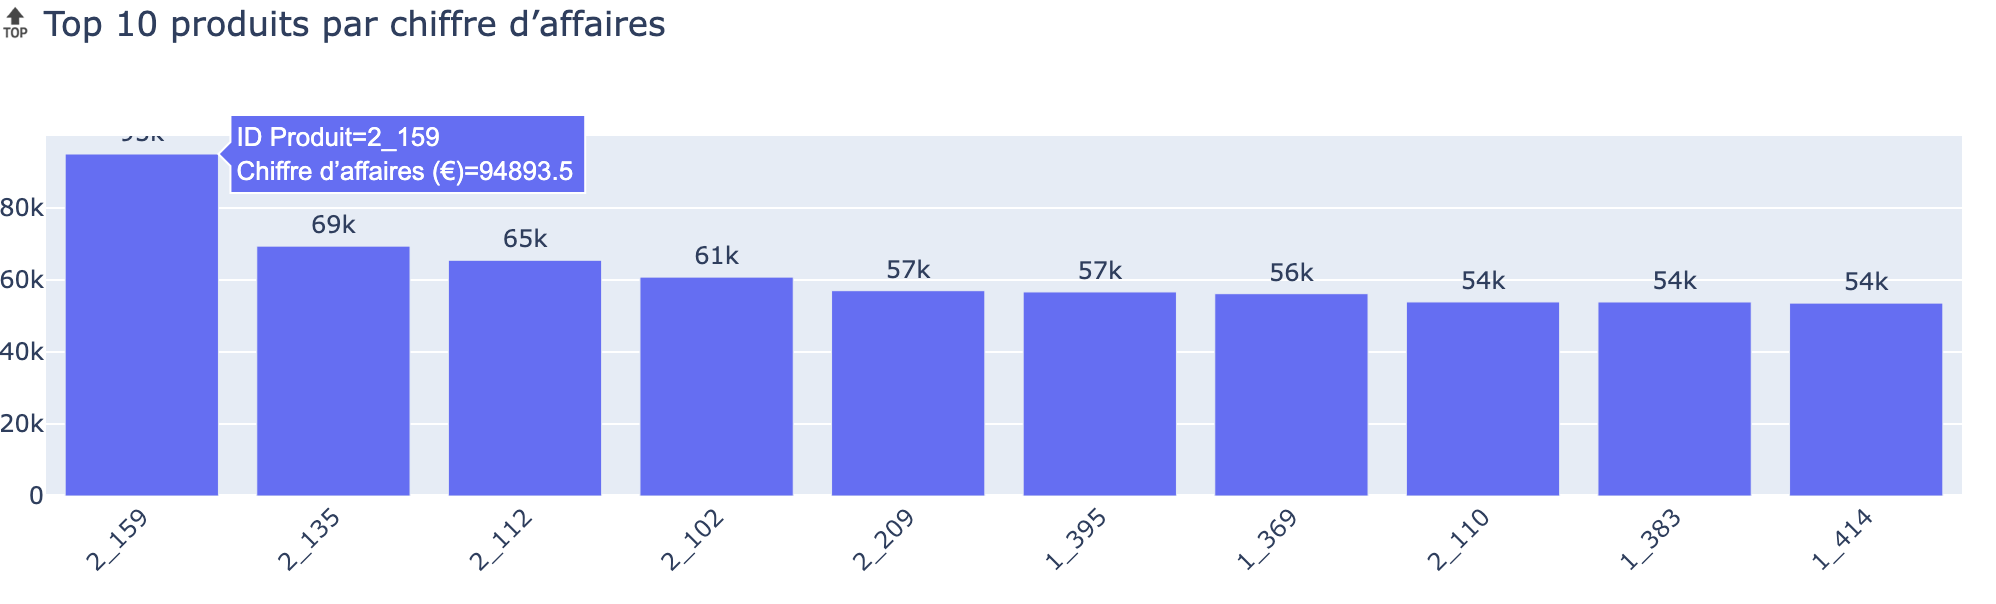 TOP
Top 10 produits par chiffre d’affaires
ID Produit=2_159
Chiffre d’affaires (€)=94893.5
80k
60k
40k
20k
0
95k
69k
65k
61k
57k
57k
56k
54k
54k
54k
2_159
2_135
2_112
2_102
2_209
1_395
1_369
2_110
1_383
1_414